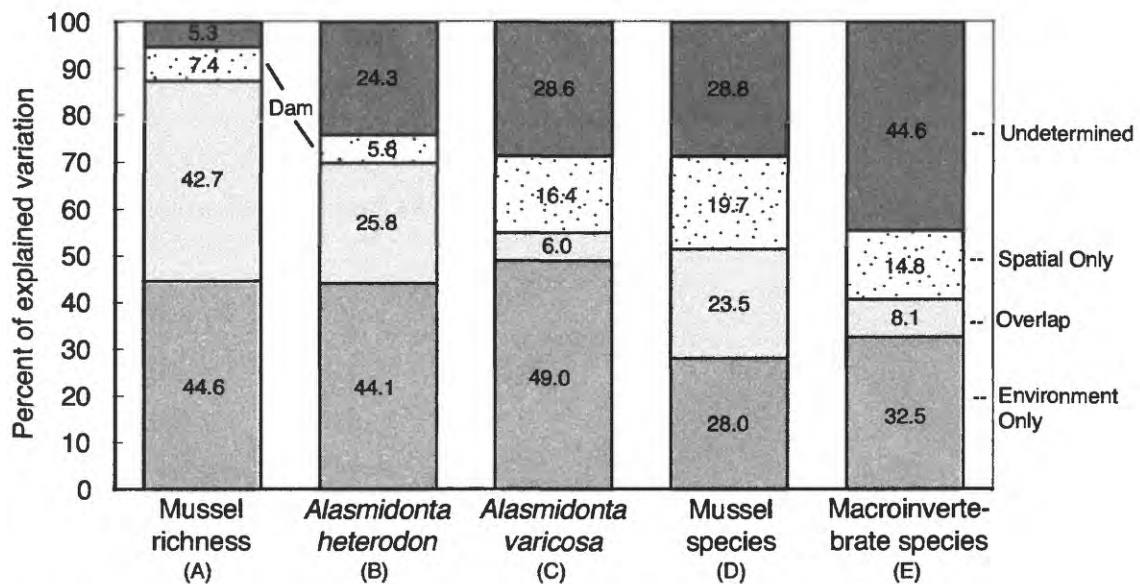 Percent of explained variation
100
90
80
70
60
50
40
30
20
10
0
5.3
7.4
42.7
44.6
Dam
24.3
5.8
25.8
44.1
28.6
16.4
6.0
49.0
28.8
19.7
23.5
28.0
44.6
14.8
8.1
32.5
-- Undetermined
-- Spatial Only
-- Overlap
-- Environment
Only
Mussel
richness
(A)
Alasmidonta
heterodon
(B)
Alasmidonta
varicosa
(C)
Mussel
species
(D)
Macroinverte-
brate species
(E)